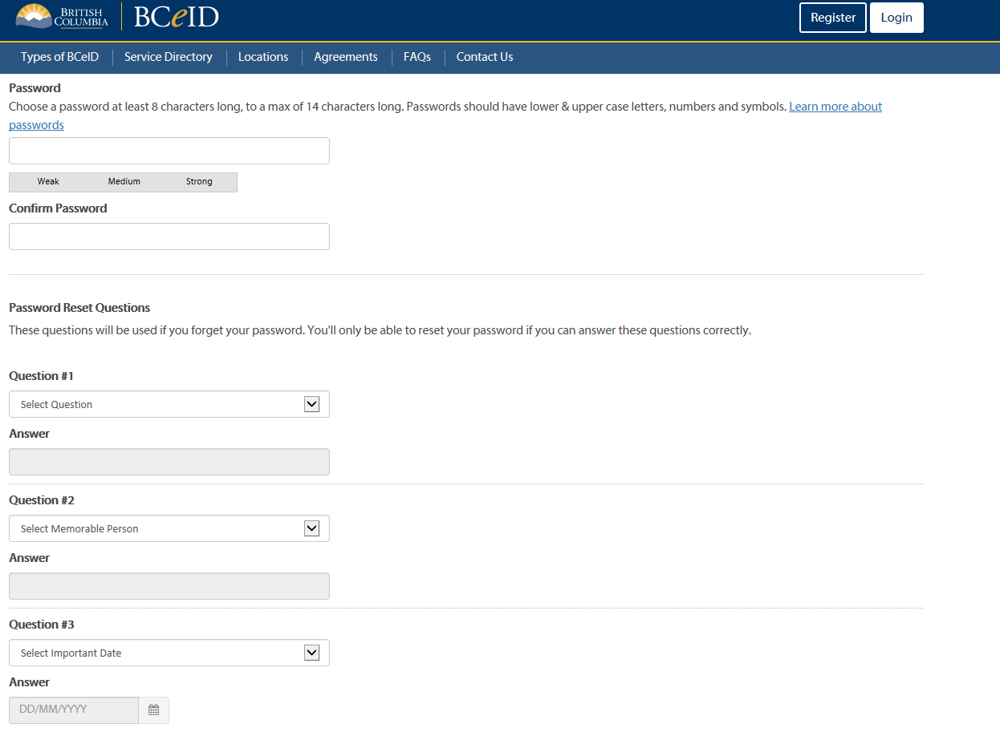 BRITISH
COLUMBIA
BCeID
Register
Login
Types of BCeID
Service Directory
Locations
Agreements
FAQs
Contact Us
Password
Choose a password at least 8 characters long, to a max of 14 characters long. Passwords should have lower & upper case letters, numbers and symbols. Learn more about
passwords
Weak Medium Strong
Confirm Password
Password Reset Questions
These questions will be used if you forget your password. You'll only be able to reset your password if you can answer these questions correctly.
Question #1
Select Question
Answer
Question #2
Select Memorable Person
Answer
Question #3
Select Important Date
Answer
DD/MM/YYYY